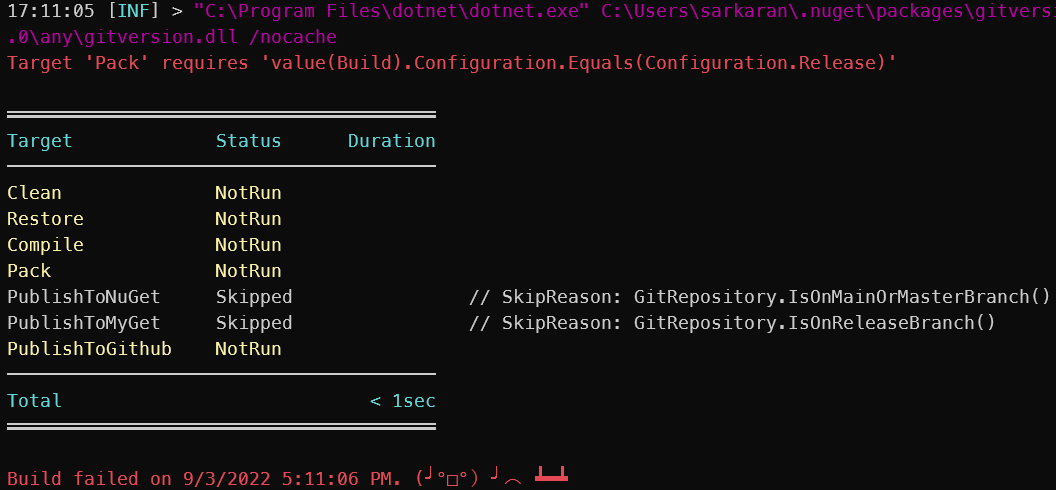 17:11:05 [INF] > "C:\Program Files\dotnet\dotnet.exe" C:\Users\sarkaran\.nuget\packages\gitvers
.0\any\gitversion.dll /nocache
Target 'Pack' requires 'value(Build).Configuration.Equals(Configuration.Release)'
Target Status Duration
Clean NotRun
Restore NotRun
Compile NotRun
Pack NotRun
PublishToNuGet Skipped // SkipReason: GitRepository.IsOnMainOrMasterBranch()
PublishToMyGet Skipped // SkipReason: GitRepository.IsOnReleaseBranch()
PublishToGithub NotRun
Total < 1sec
Build failed on 9/3/2022 5:11:06 PM. (╯°□°)╯︵ ┻━┻